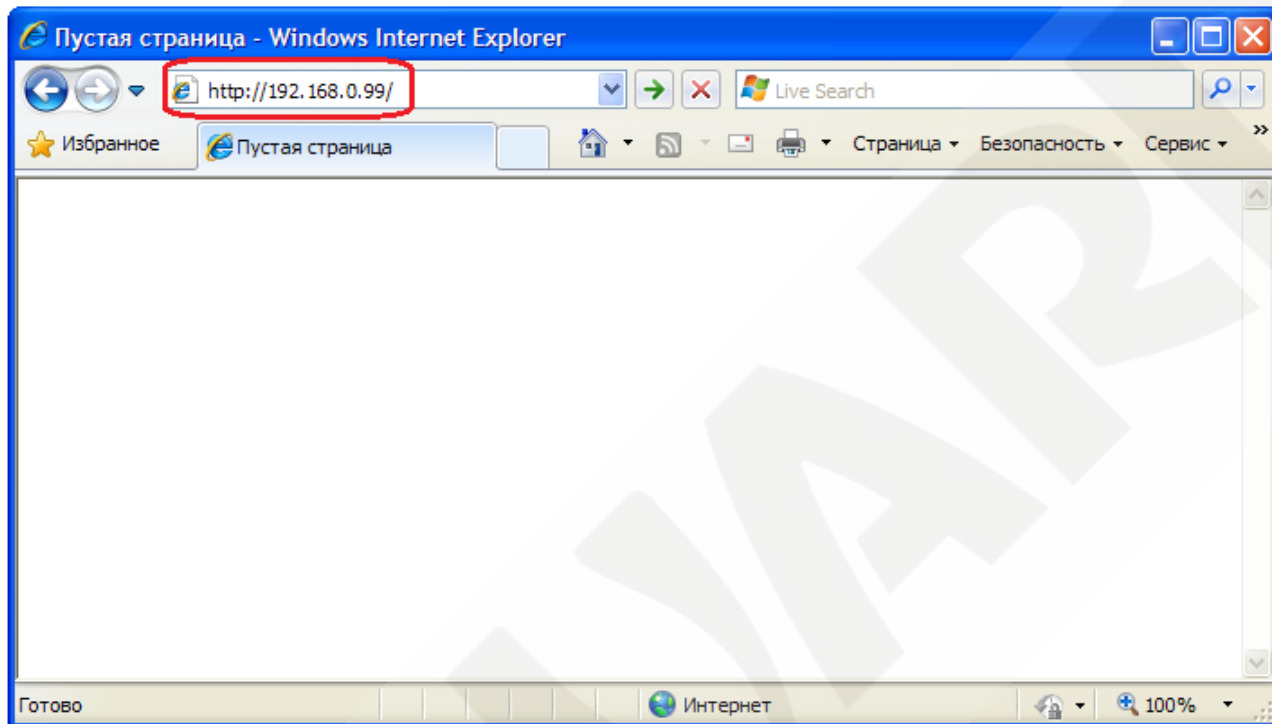 Пустая страница - Windows Internet Explorer
http://192.168.0.99/
Live Search
Избранное
Пустая страница
Страница
Безопасность
Сервис
»
Готово
Интернет
100%